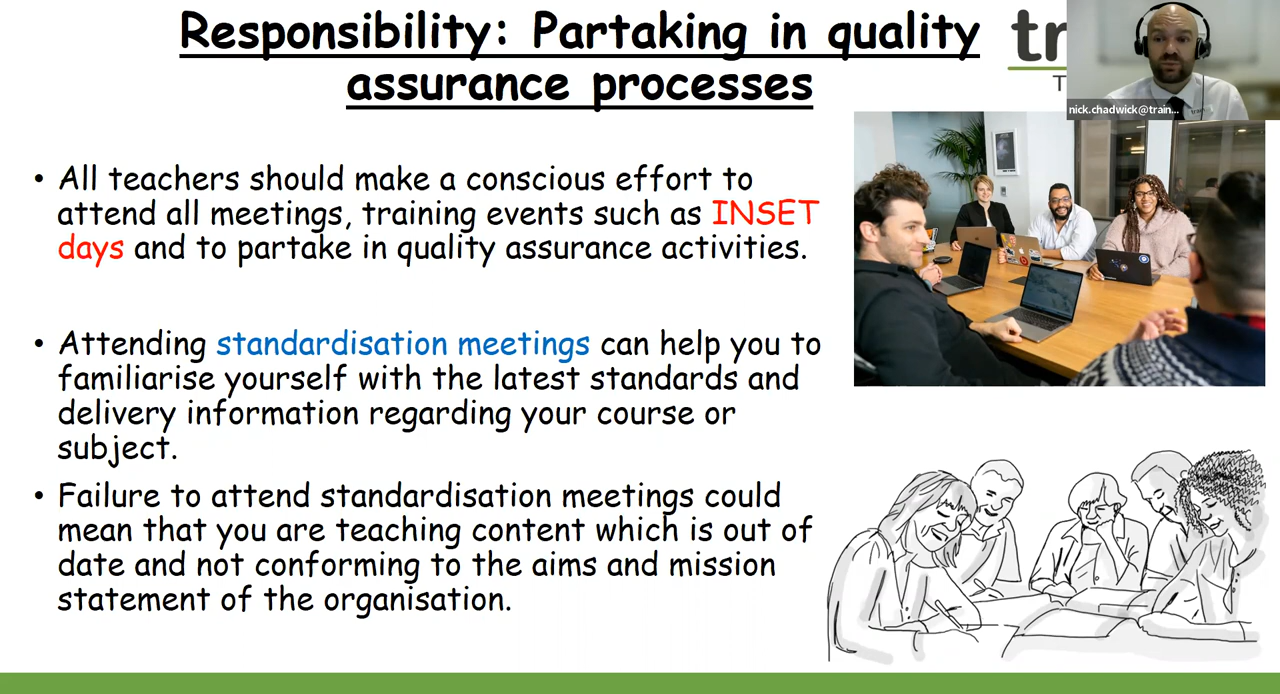 Responsibility: Partaking in quality
assurance processes
tr
T
nick.chadwick@train...
• All teachers should make a conscious effort to
attend all meetings, training events such as INSET
days and to partake in quality assurance activities.
• Attending standardisation meetings can help you to
familiarise yourself with the latest standards and
delivery information regarding your course or
subject.
• Failure to attend standardisation meetings could
mean that you are teaching content which is out of
date and not conforming to the aims and mission
statement of the organisation.